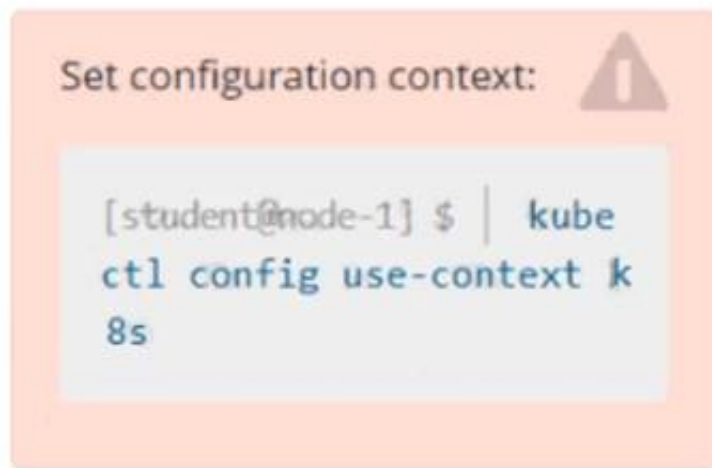 Set configuration context:
[student@node-1] $ | kube
ctl config use-context k
8s